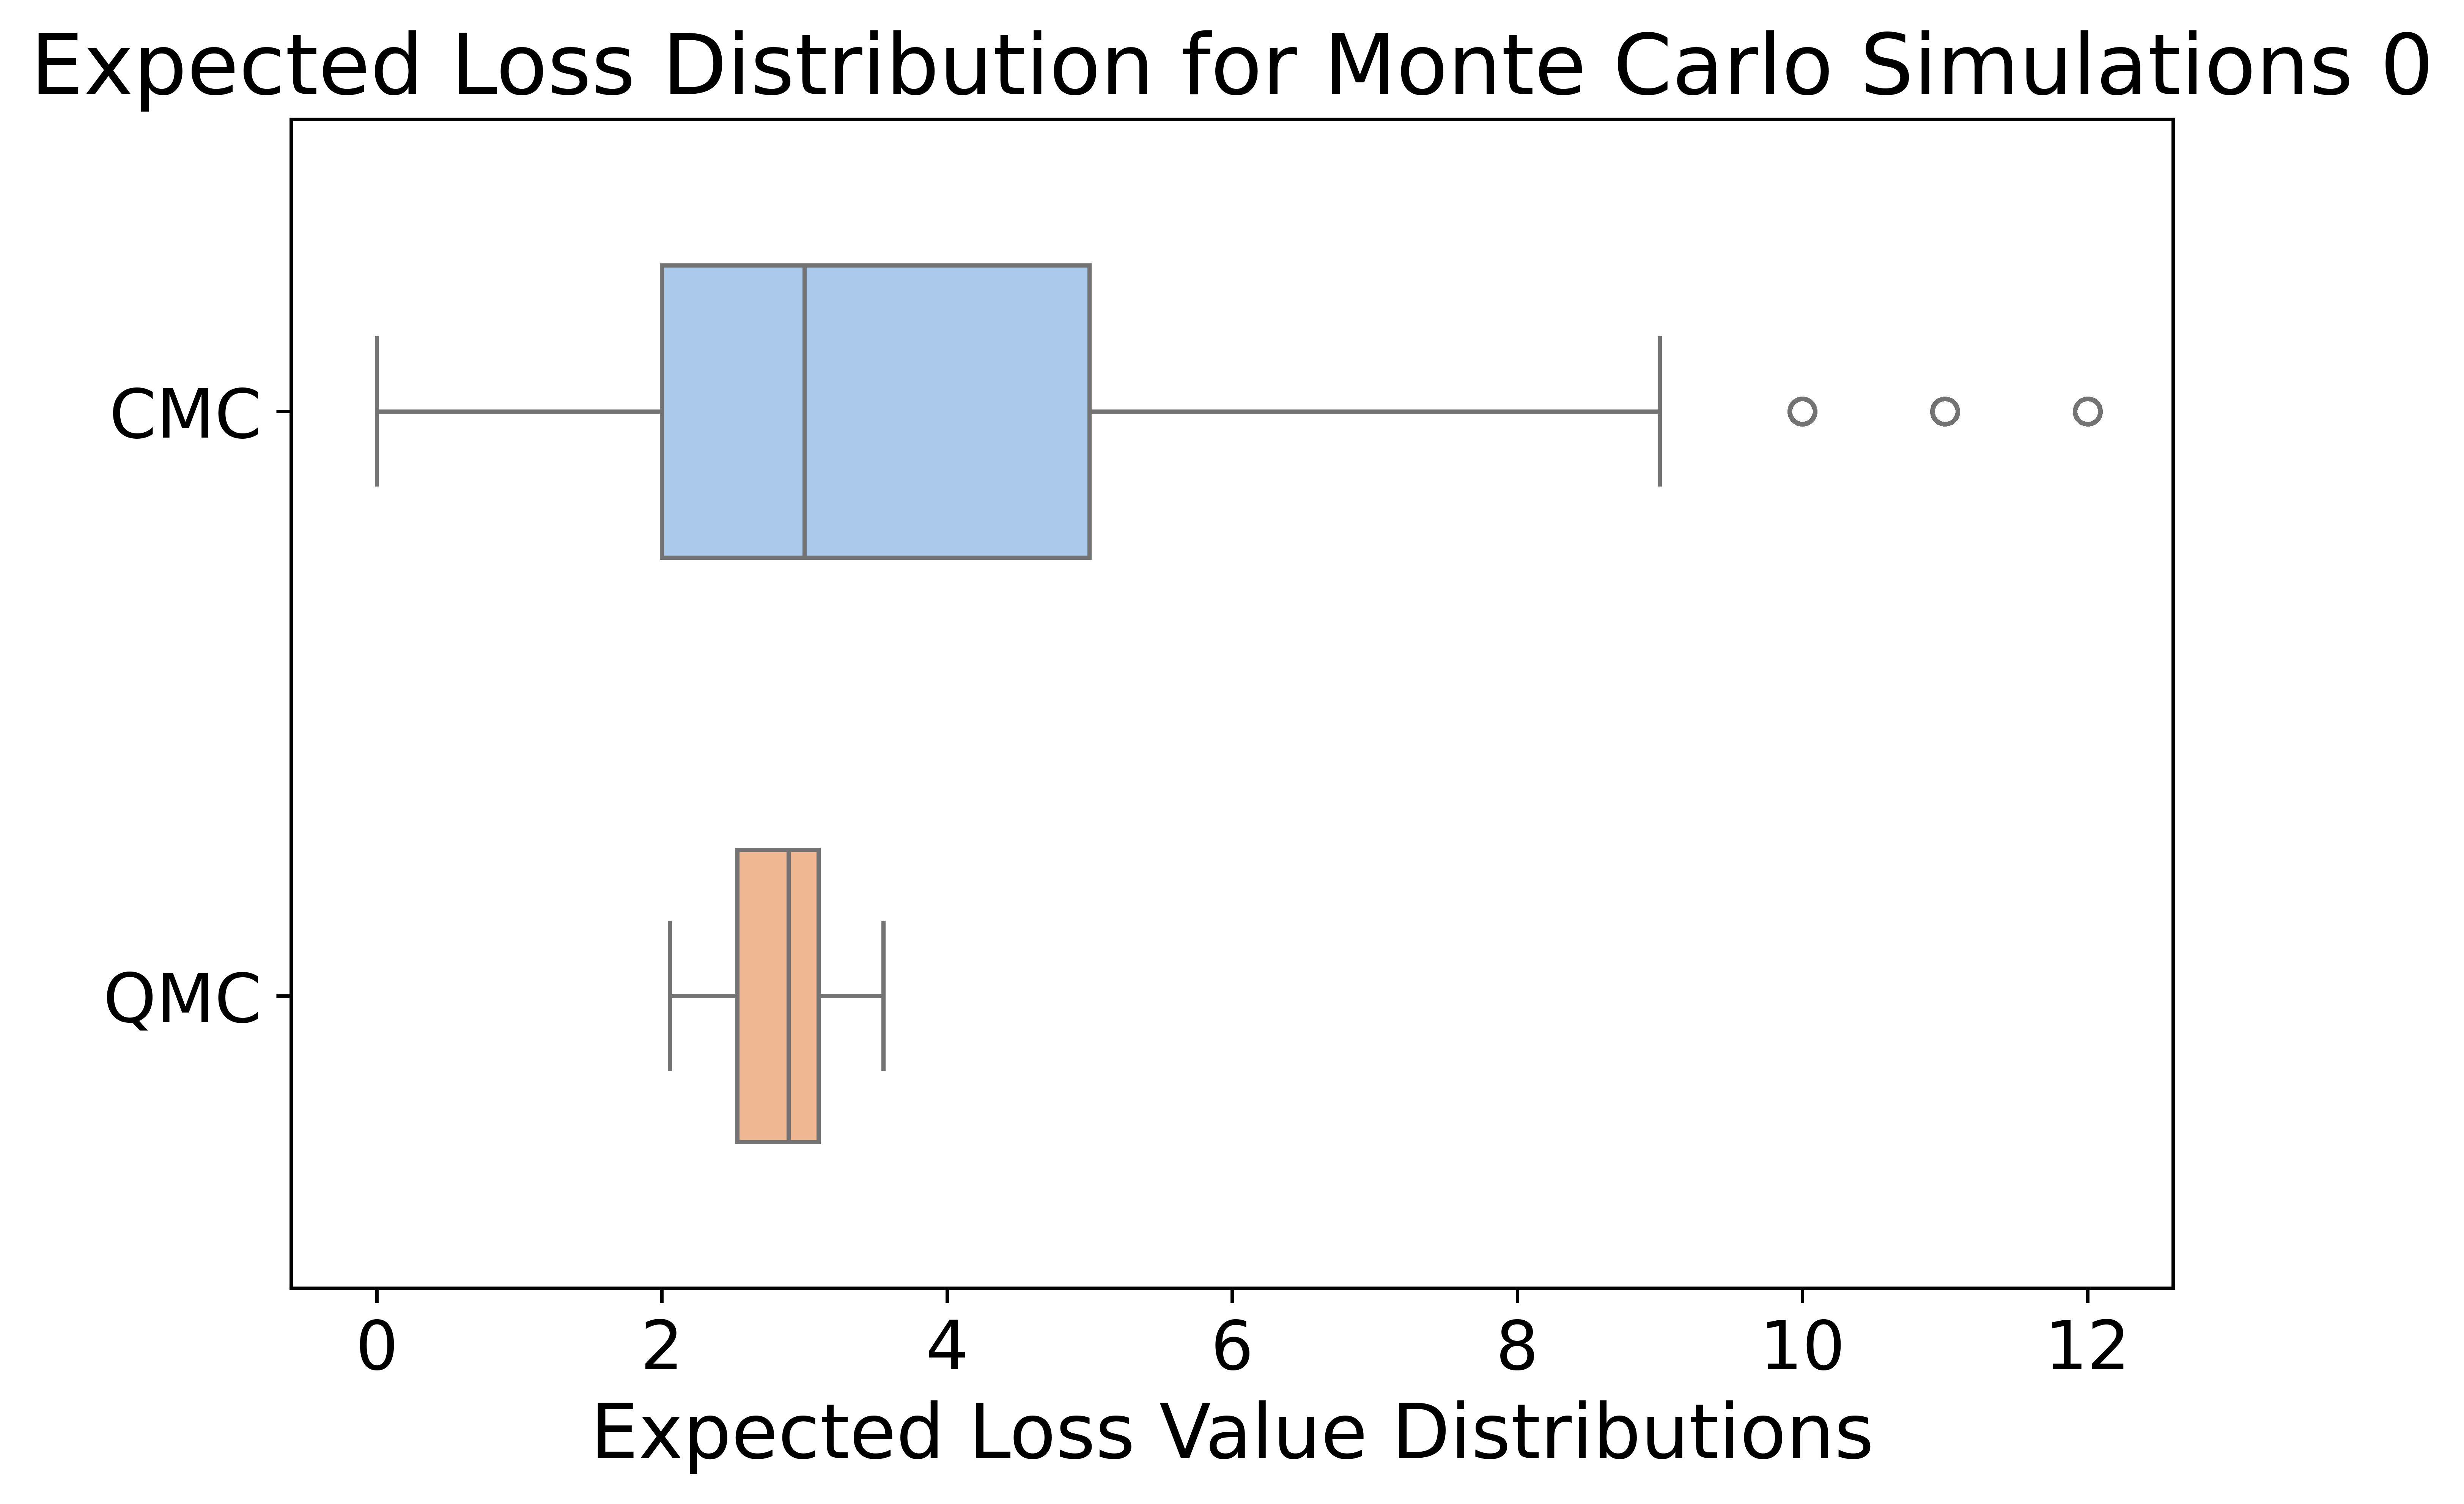 Expected Loss Distribution for Monte Carlo Simulations 0
CMC
QMC
0 2 4 6 8 10 12
Expected Loss Value Distributions